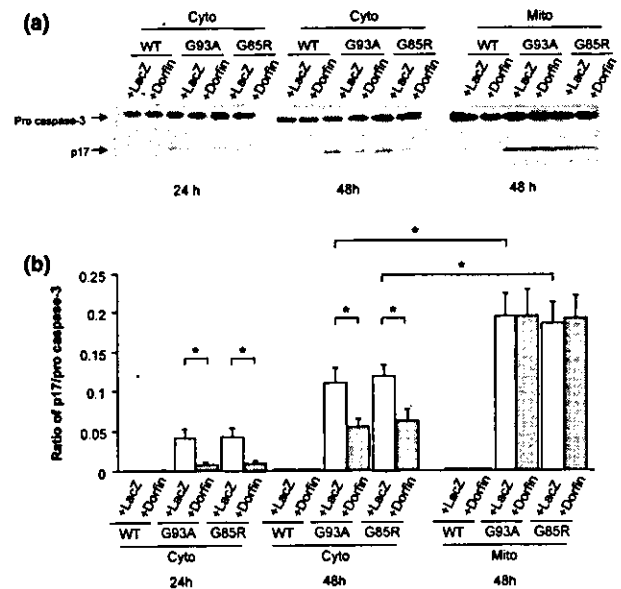 (a)
Cyto Cyto Mito
WT G93A G85R WT G93A G85R WT G93A G85R
+LacZ +Dorfin +LacZ +Dorfin +LacZ +Dorfin +LacZ +Dorfin +LacZ +Dorfin +LacZ +Dorfin +LacZ +Dorfin +LacZ +Dorfin +LacZ +Dorfin
Pro caspase-3
p17
24 h 48h 48 h
(b)
Ratio of p17/pro caspase-3
0.25
0.2
0.15
0.1
0.05
0
* * * * * *
+LacZ +Dorfin +LacZ +Dorfin +LacZ +Dorfin +LacZ +Dorfin +LacZ +Dorfin +LacZ +Dorfin +LacZ +Dorfin +LacZ +Dorfin +LacZ +Dorfin
WT G93A G85R WT G93A G85R WT G93A G85R
Cyto Cyto Mito
24h 48h 48h